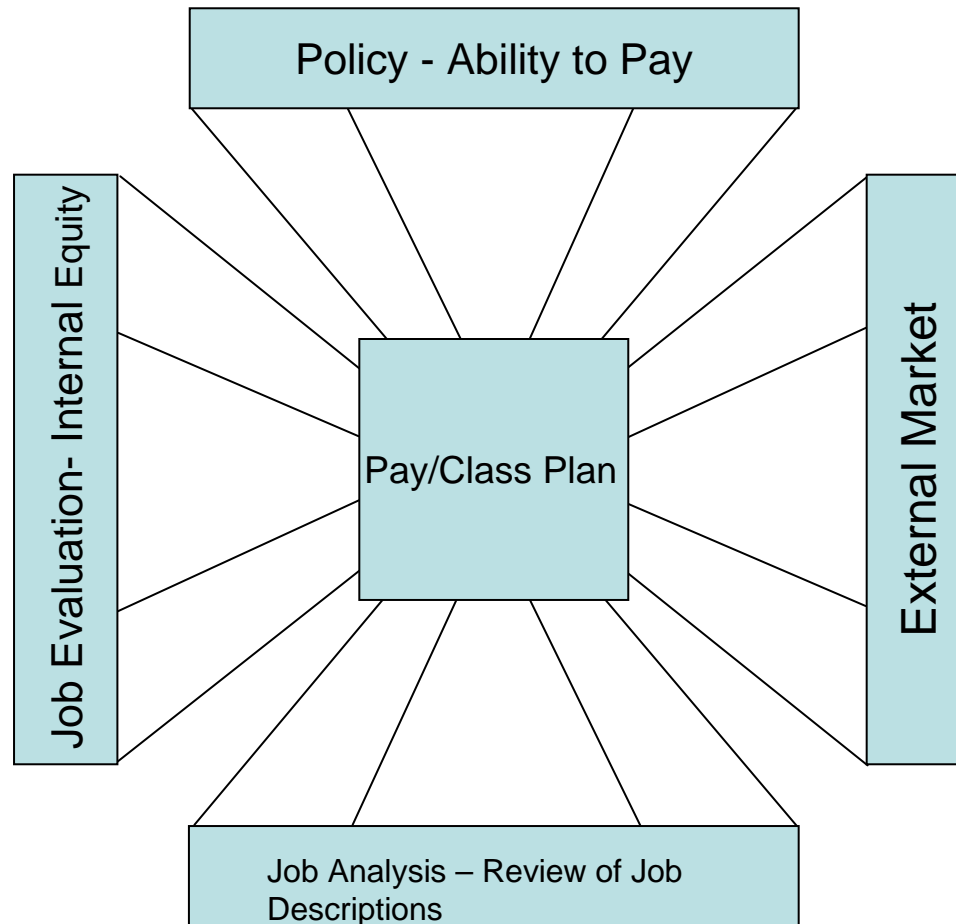 Policy - Ability to Pay
Job Evaluation- Internal Equity
Pay/Class Plan
External Market
Job Analysis – Review of Job
Descriptions